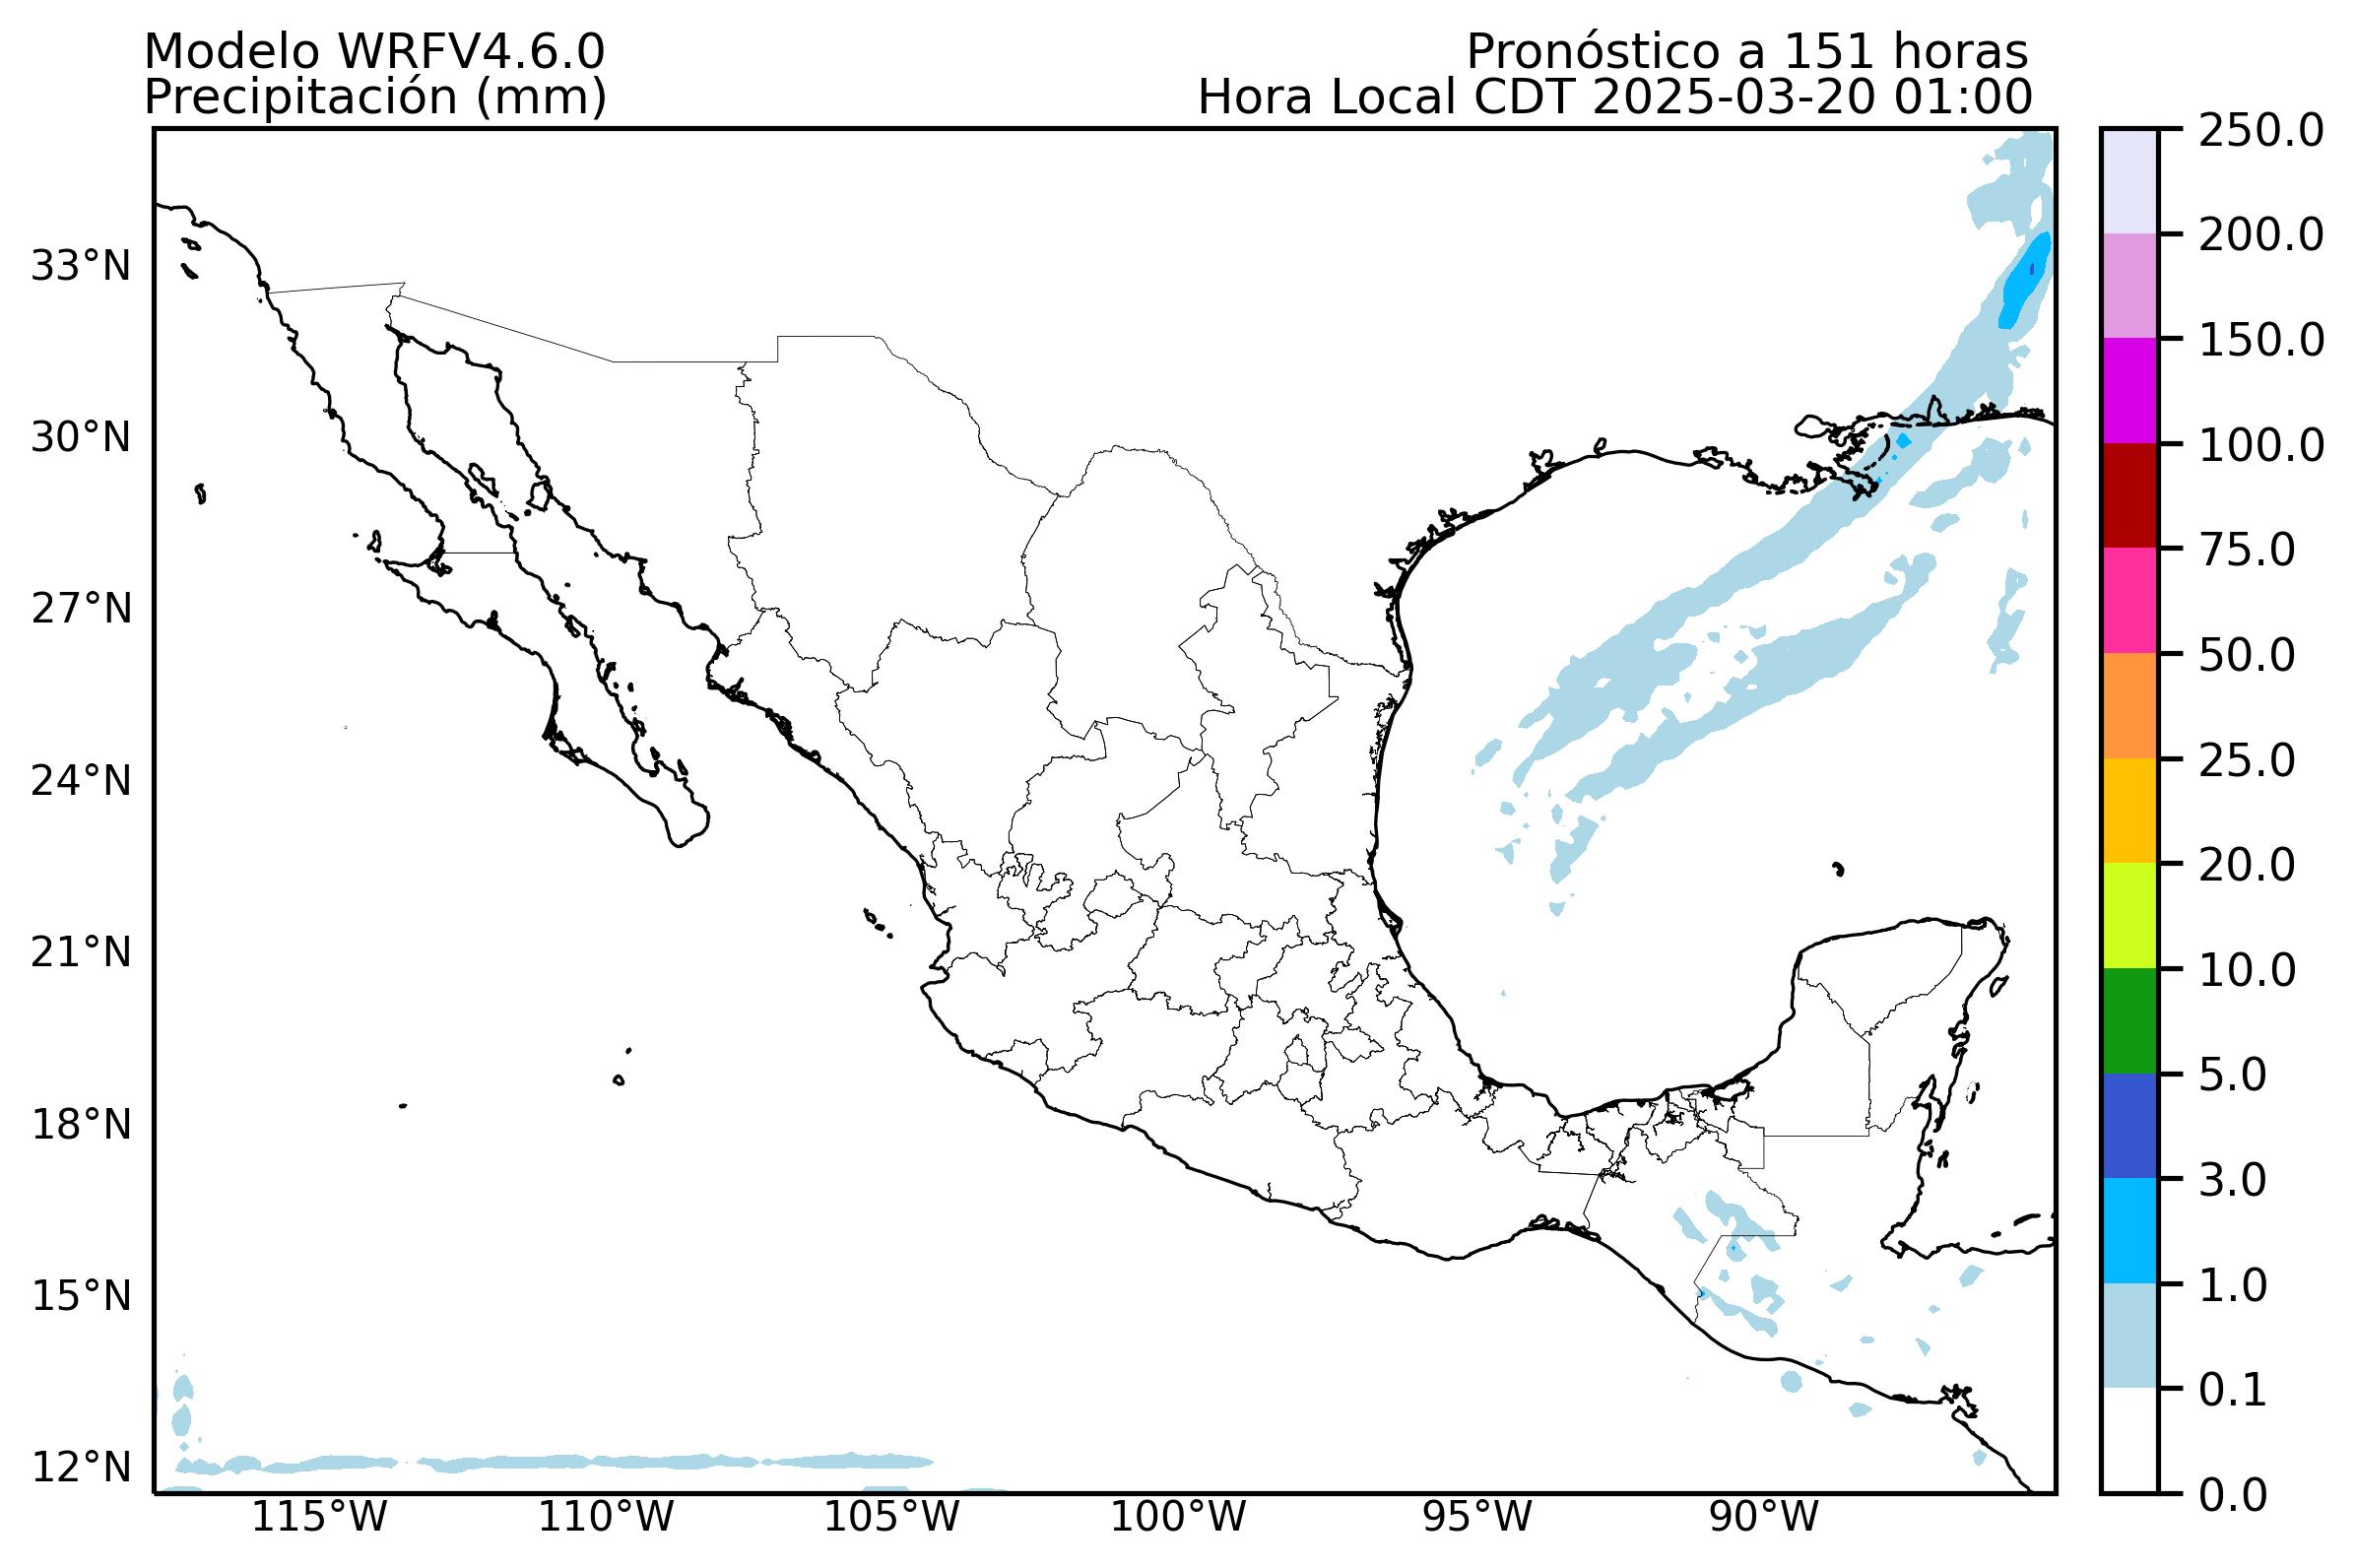 Modelo WRFV4.6.0
Precipitación (mm)
Pronóstico a 151 horas
Hora Local CDT 2025-03-20 01:00
33°N
30°N
27°N
24°N
21°N
18°N
15°N
12°N
115°W
110°W
105°W
100°W
95°W
90°W
250.0
200.0
150.0
100.0
75.0
50.0
25.0
20.0
10.0
5.0
3.0
1.0
0.1
0.0